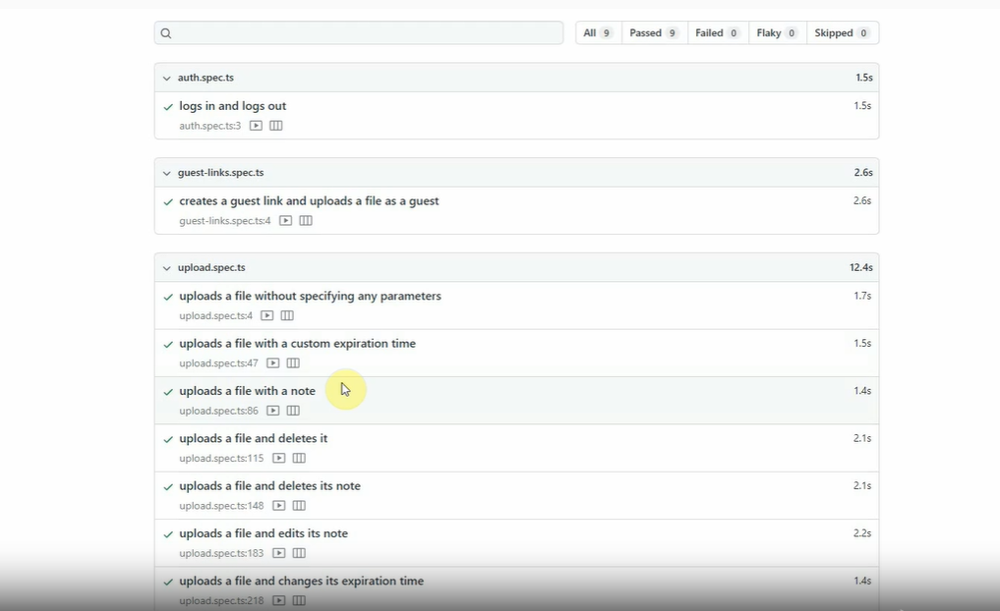 All 9 Passed 9 Failed 0 Flaky 0 Skipped 0
auth.spec.ts 1.5s
logs in and logs out 1.5s
auth.spec.ts:3
guest-links.spec.ts 2.6s
creates a guest link and uploads a file as a guest 2.6s
guest-links.spec.ts:4
upload.spec.ts 12.4s
uploads a file without specifying any parameters 1.7s
upload.spec.ts:4
uploads a file with a custom expiration time 1.5s
upload.spec.ts:47
uploads a file with a note 1.4s
upload.spec.ts:86
uploads a file and deletes it 2.1s
upload.spec.ts:115
uploads a file and deletes its note 2.1s
upload.spec.ts:148
uploads a file and edits its note 2.2s
upload.spec.ts:183
uploads a file and changes its expiration time 1.4s
upload.spec.ts:218